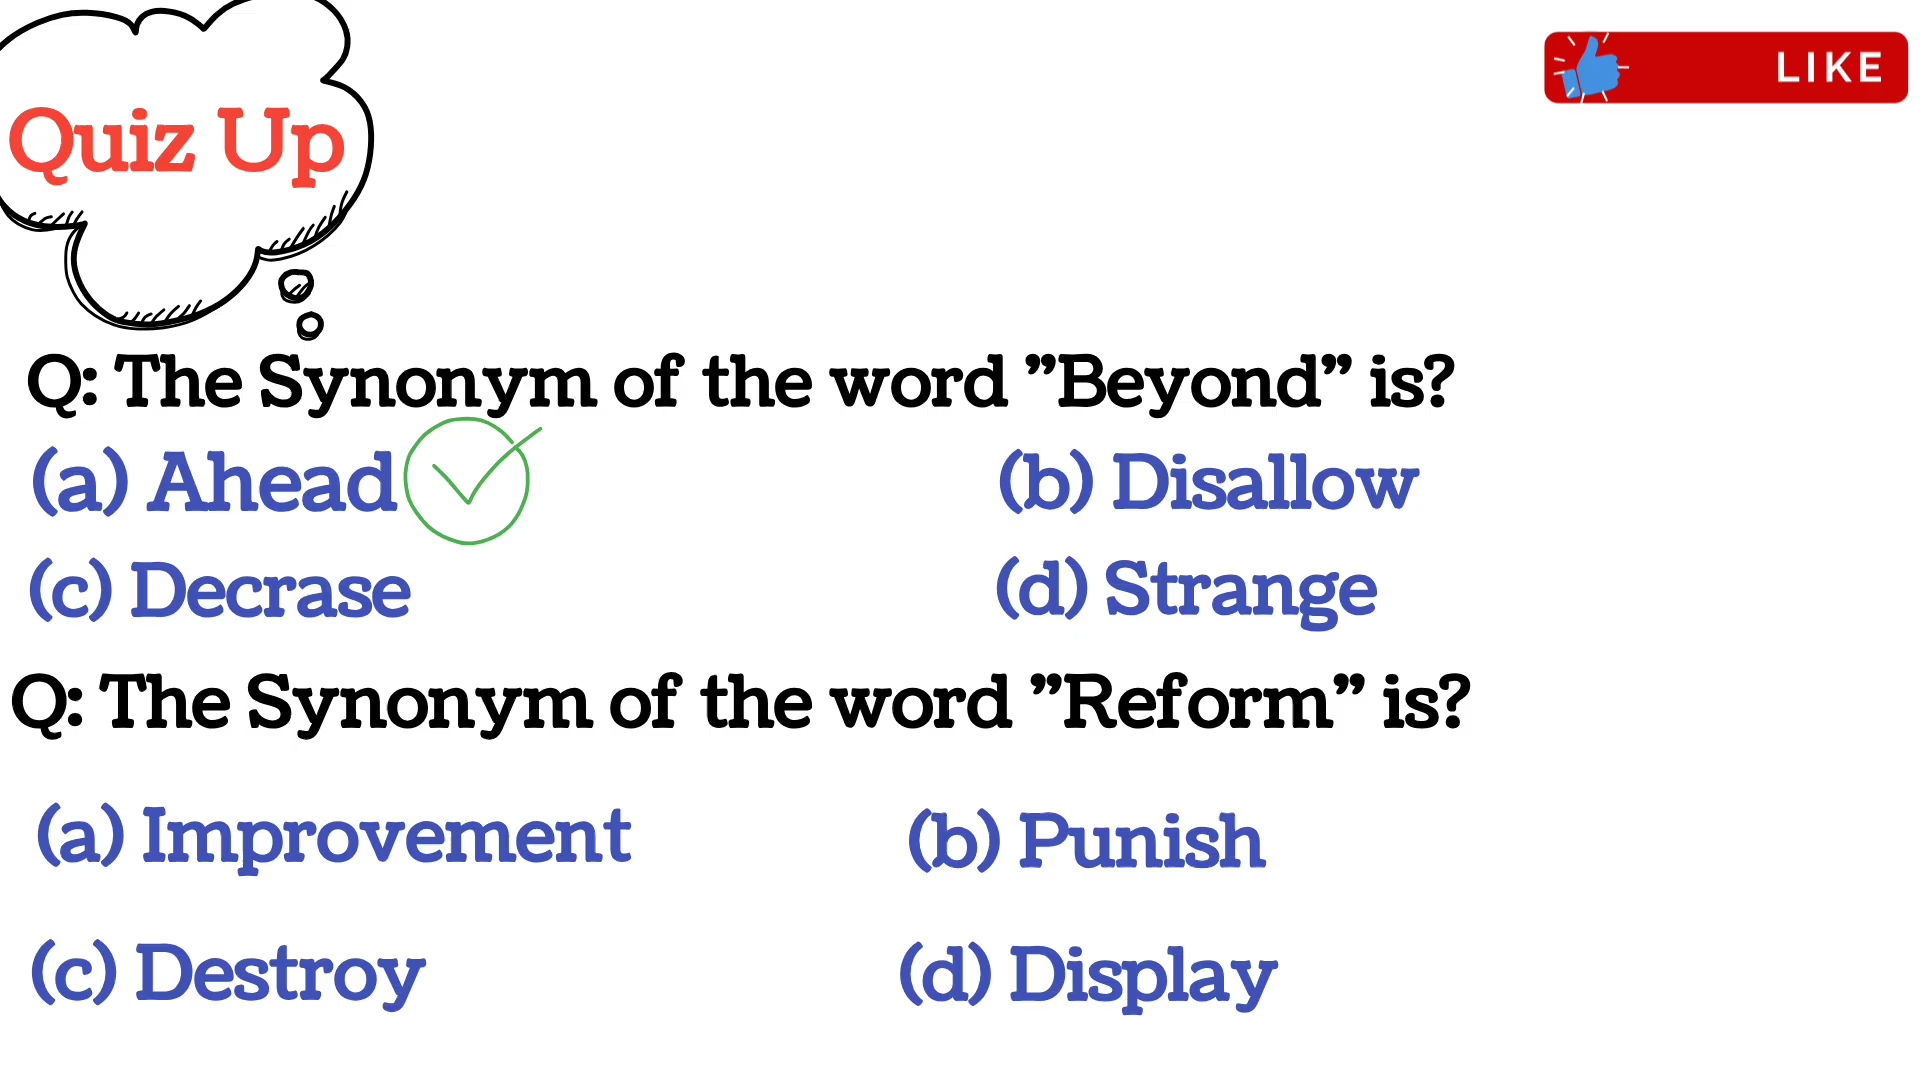 Quiz Up
LIKE
Q: The Synonym of the word ”Beyond” is?
(a) Ahead (b) Disallow
(c) Decrase (d) Strange
Q: The Synonym of the word ”Reform” is?
(a) Improvement (b) Punish
(c) Destroy (d) Display